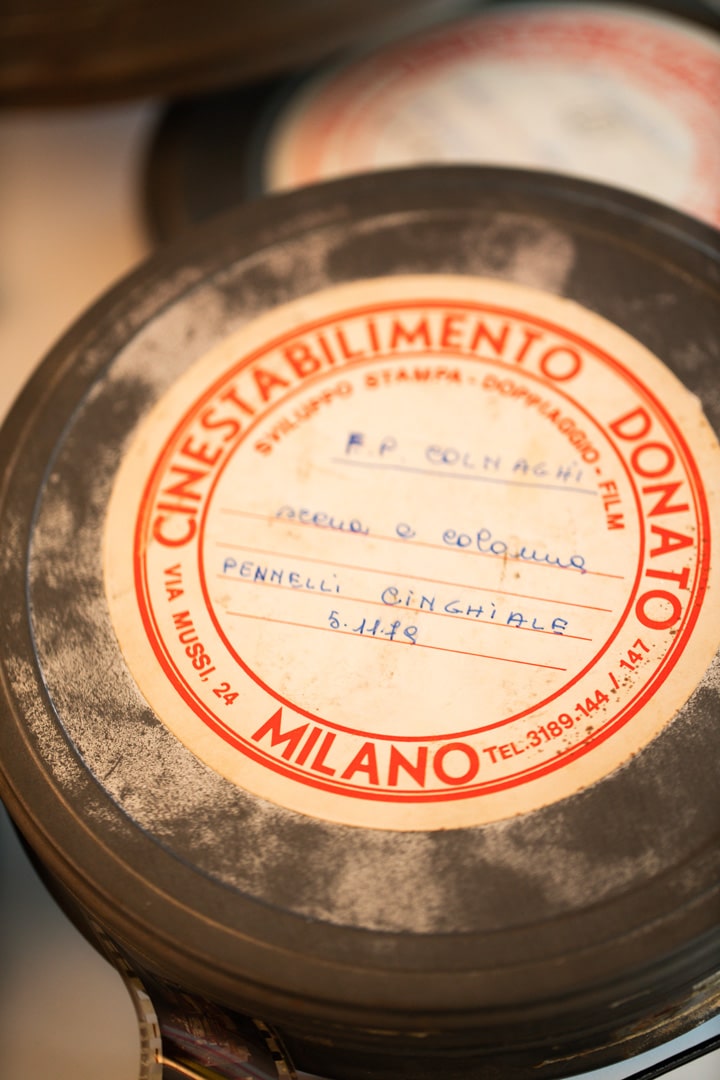 CINESTABILIMENTO DONATO
SVILUPPO STAMPA - DOPPIAGGIO - FILM
F.P. COLNAGHI
scena e colonna
PENNELLI CINGHIALE
5.11.79
VIA MUSSI, 24
MILANO
TEL. 3189.144 / 147